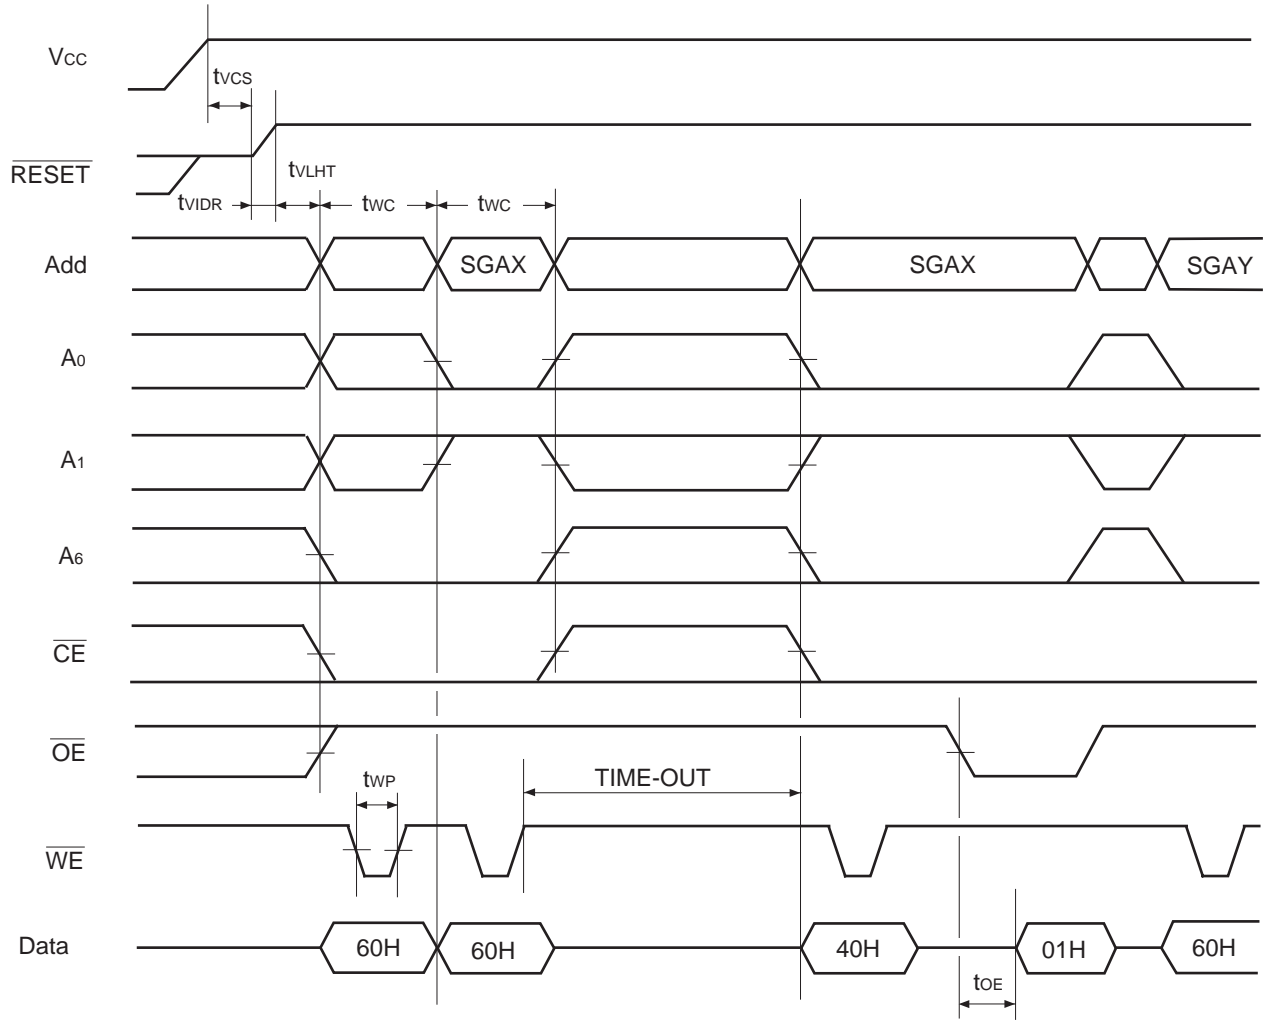 VCC
tVCS
RESET
tVLHT
tVIDR tWC tWC
Add SGAX SGAX SGAY
A0
A1
A6
CE
OE
tWP TIME-OUT
WE
Data 60H 60H 40H 01H 60H
tOE